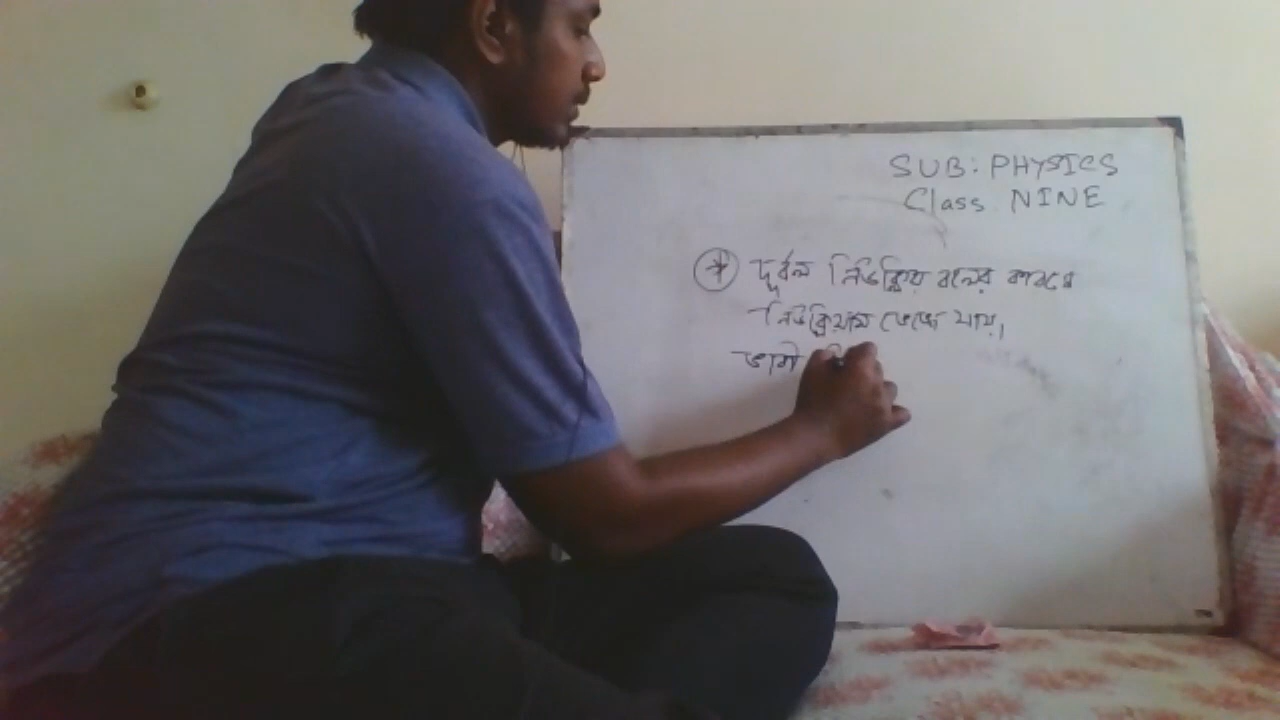 SUB: PHYSICS
Class NINE
* দূর্বল নিউক্লিয় বলের কারণে
নিউক্লিয়াস ভেঙ্গে যায়,